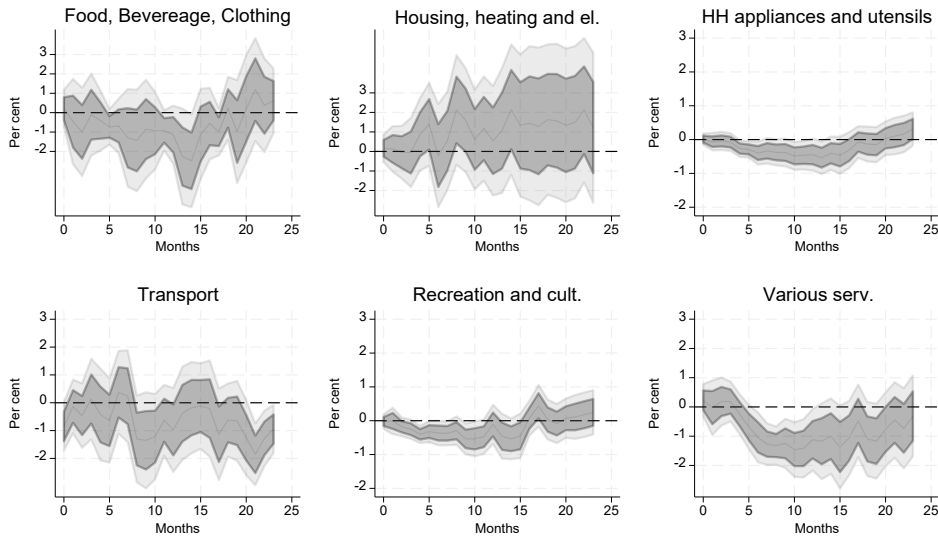 Food, Bevereage, Clothing
Housing, heating and el.
HH appliances and utensils
Per cent
3
2
1
0
-1
-2
0 5 10 15 20 25
Months
Per cent
3
2
1
0
-1
-2
0 5 10 15 20 25
Months
Per cent
3
2
1
0
-1
-2
0 5 10 15 20 25
Months
Transport
Recreation and cult.
Various serv.
Per cent
3
2
1
0
-1
-2
0 5 10 15 20 25
Months
Per cent
3
2
1
0
-1
-2
0 5 10 15 20 25
Months
Per cent
3
2
1
0
-1
-2
0 5 10 15 20 25
Months